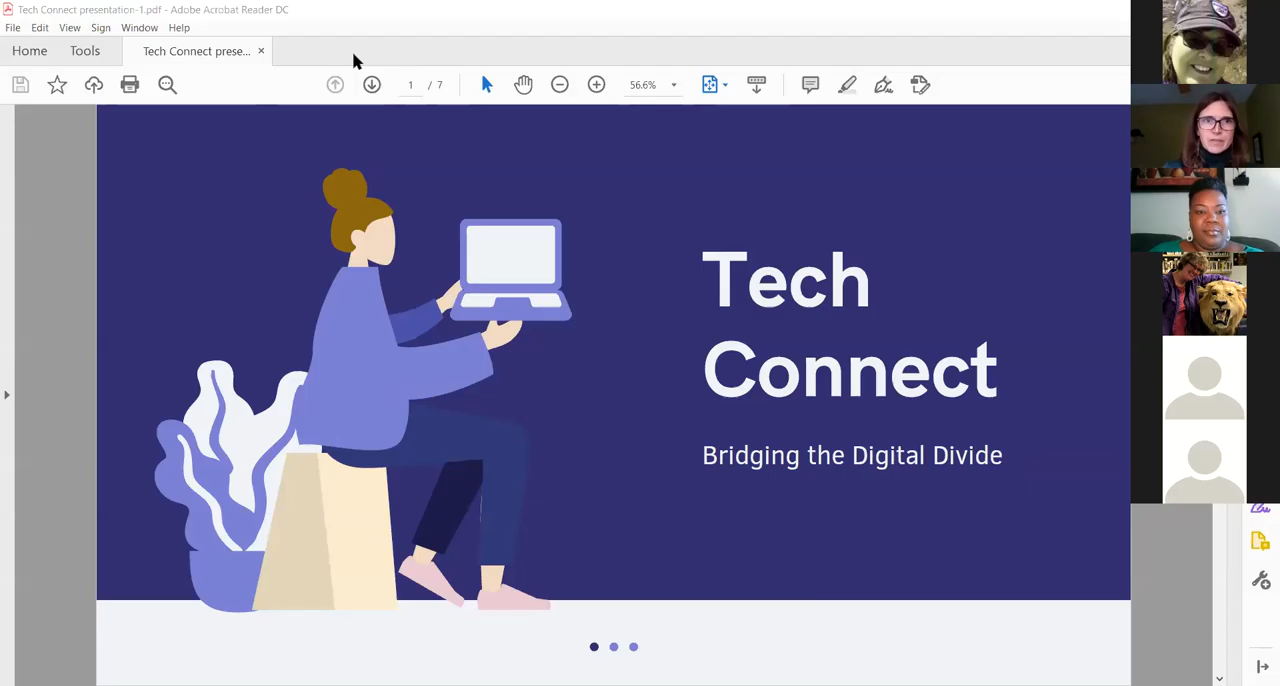 Tech Connect presentation-1.pdf - Adobe Acrobat Reader DC
File Edit View Sign Window Help
Home Tools Tech Connect prese... ×
1 / 7 56.6%
Tech
Connect
Bridging the Digital Divide